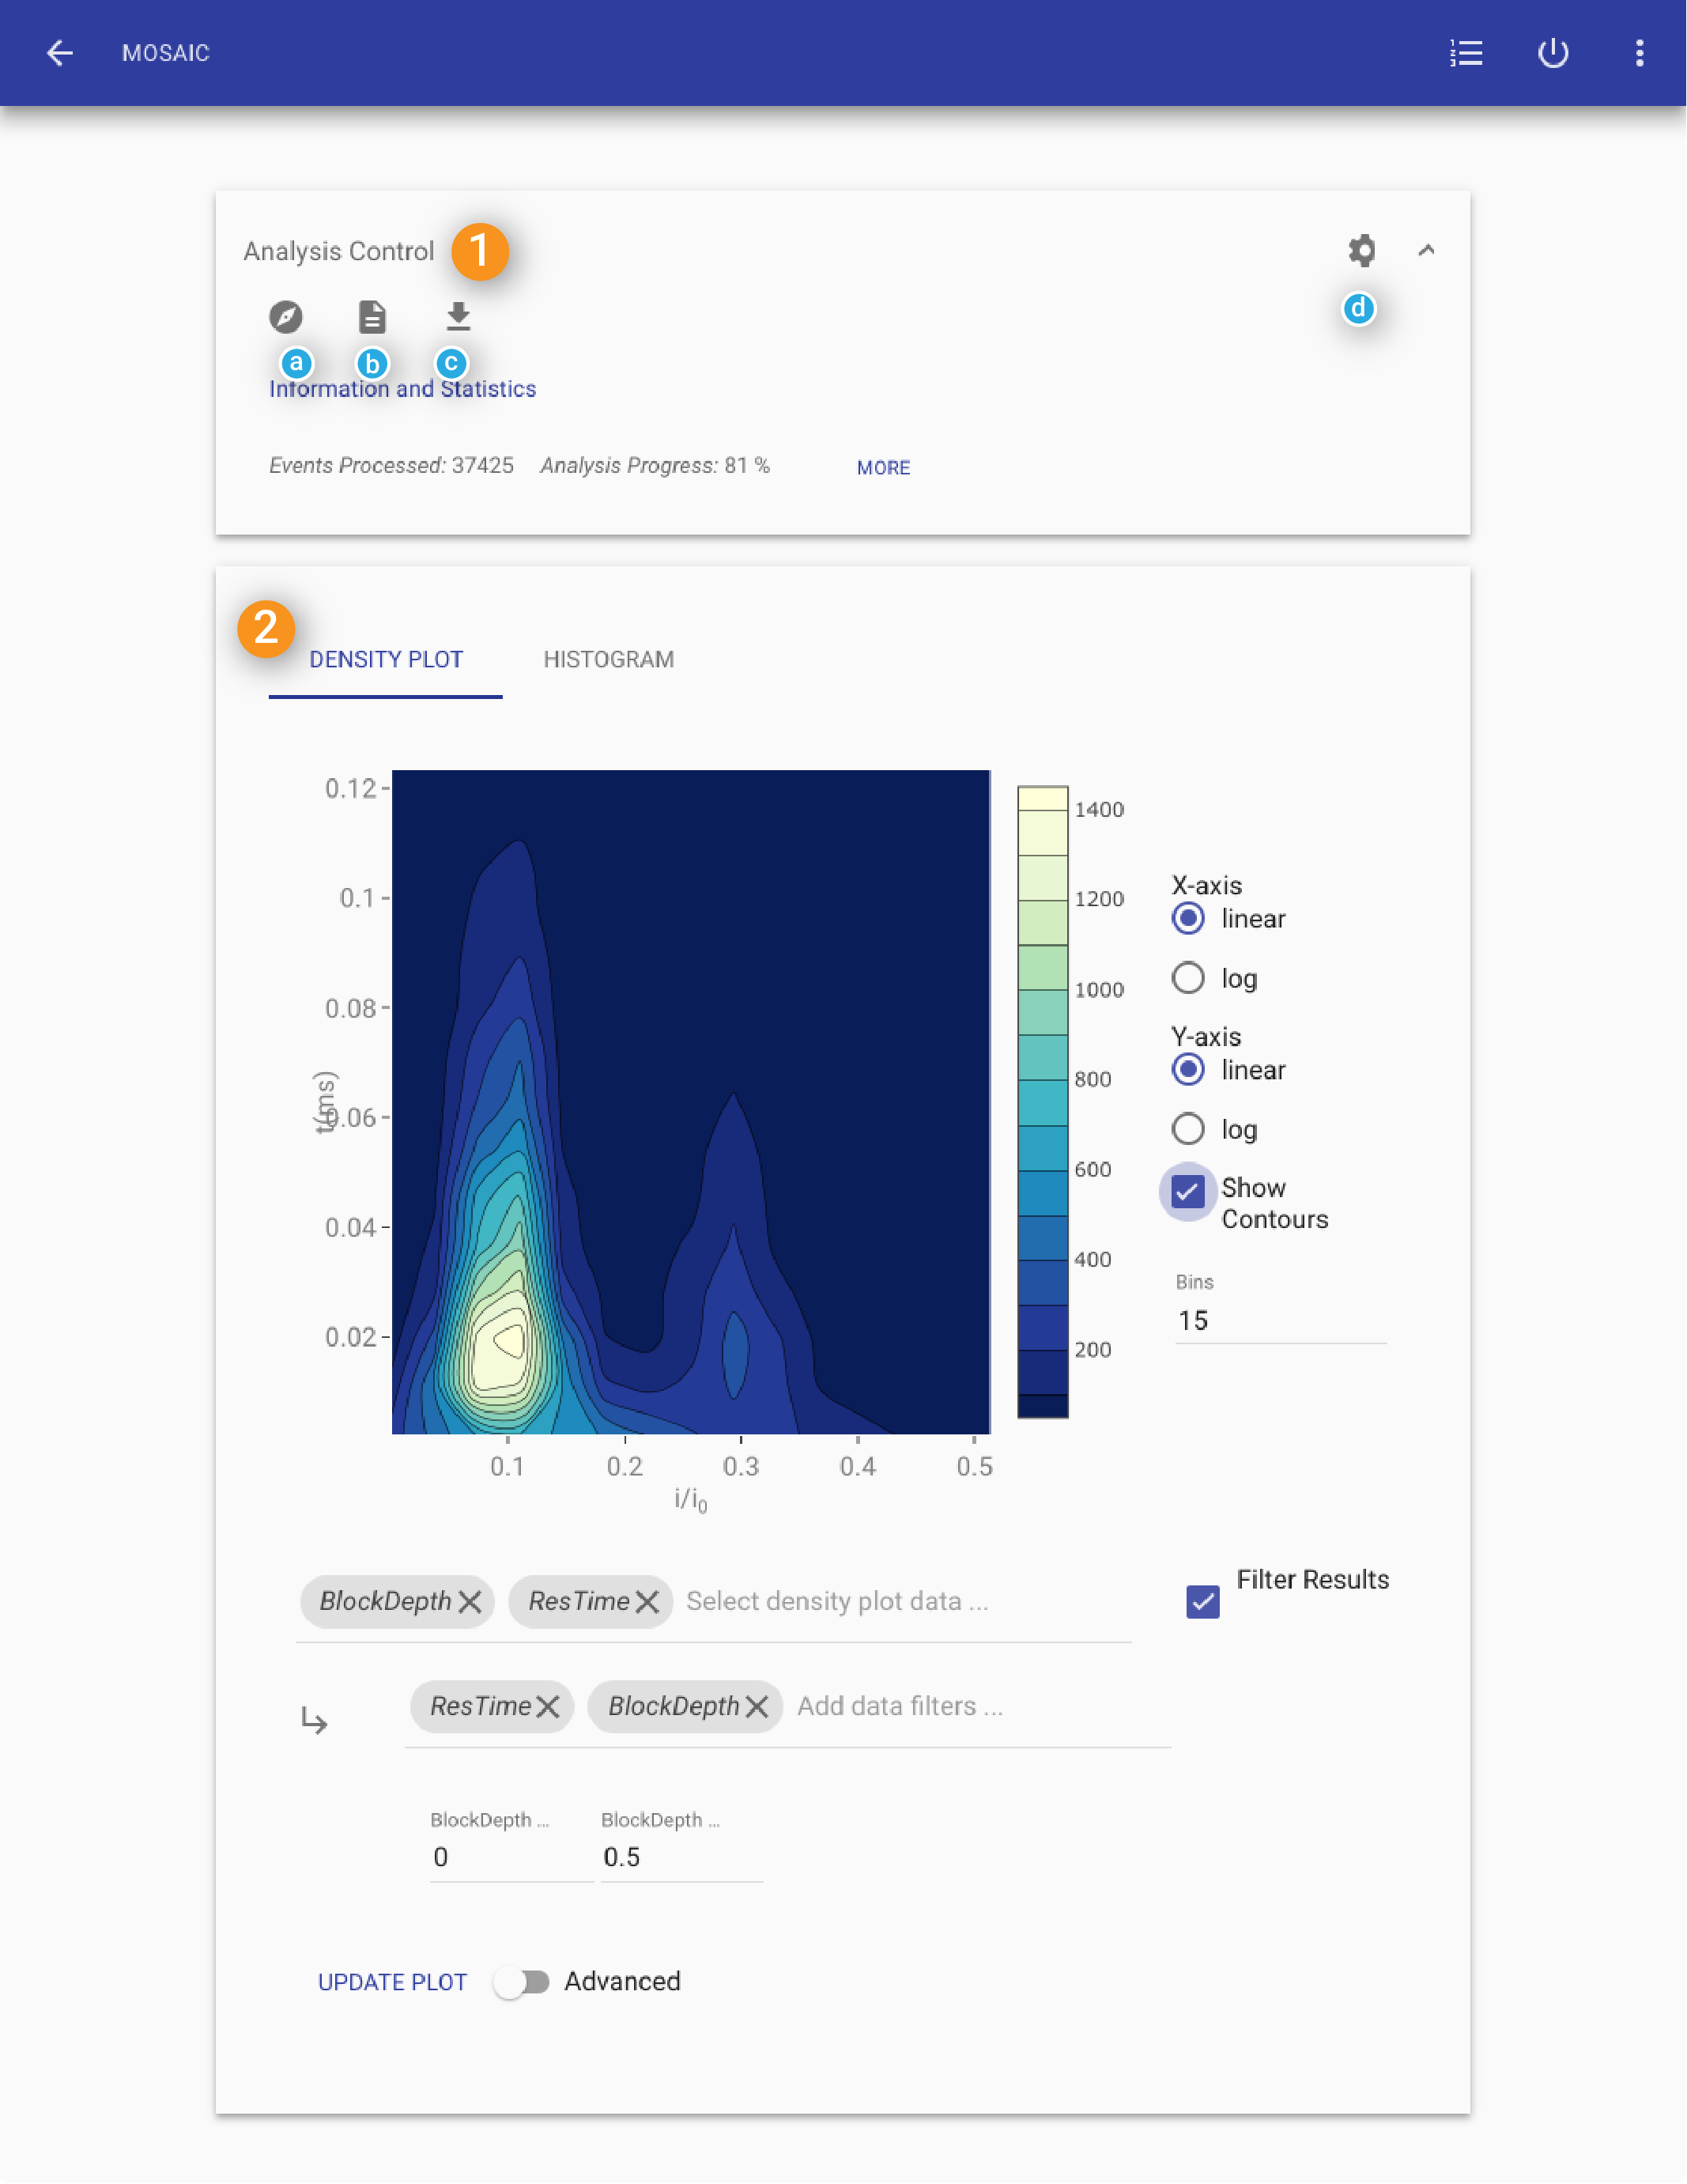 MOSAIC
Analysis Control 1
a b c d
Information and Statistics
Events Processed: 37425 Analysis Progress: 81 % MORE
2
DENSITY PLOT HISTOGRAM
0.12
0.1
0.08
0.06
0.04
0.02
t(ms)
0.1 0.2 0.3 0.4 0.5
i/i0
1400
1200
1000
800
600
400
200
X-axis
linear
log
Y-axis
linear
log
Show
Contours
Bins
15
BlockDepth ResTime Select density plot data ...
Filter Results
ResTime BlockDepth Add data filters ...
BlockDepth ... BlockDepth ...
0 0.5
UPDATE PLOT Advanced